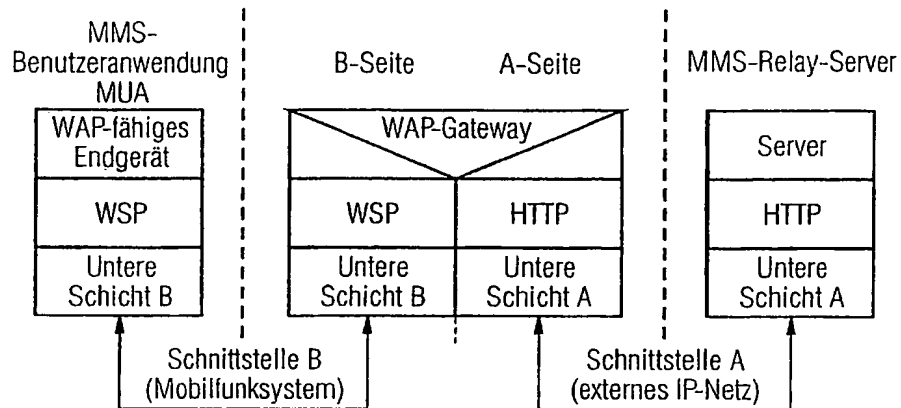 MMS-
Benutzeranwendung
MUA
B-Seite
A-Seite
MMS-Relay-Server
WAP-fähiges
Endgerät
WAP-Gateway
Server
WSP
WSP
HTTP
HTTP
Untere
Schicht B
Untere
Schicht B
Untere
Schicht A
Untere
Schicht A
Schnittstelle B
(Mobilfunksystem)
Schnittstelle A
(externes IP-Netz)